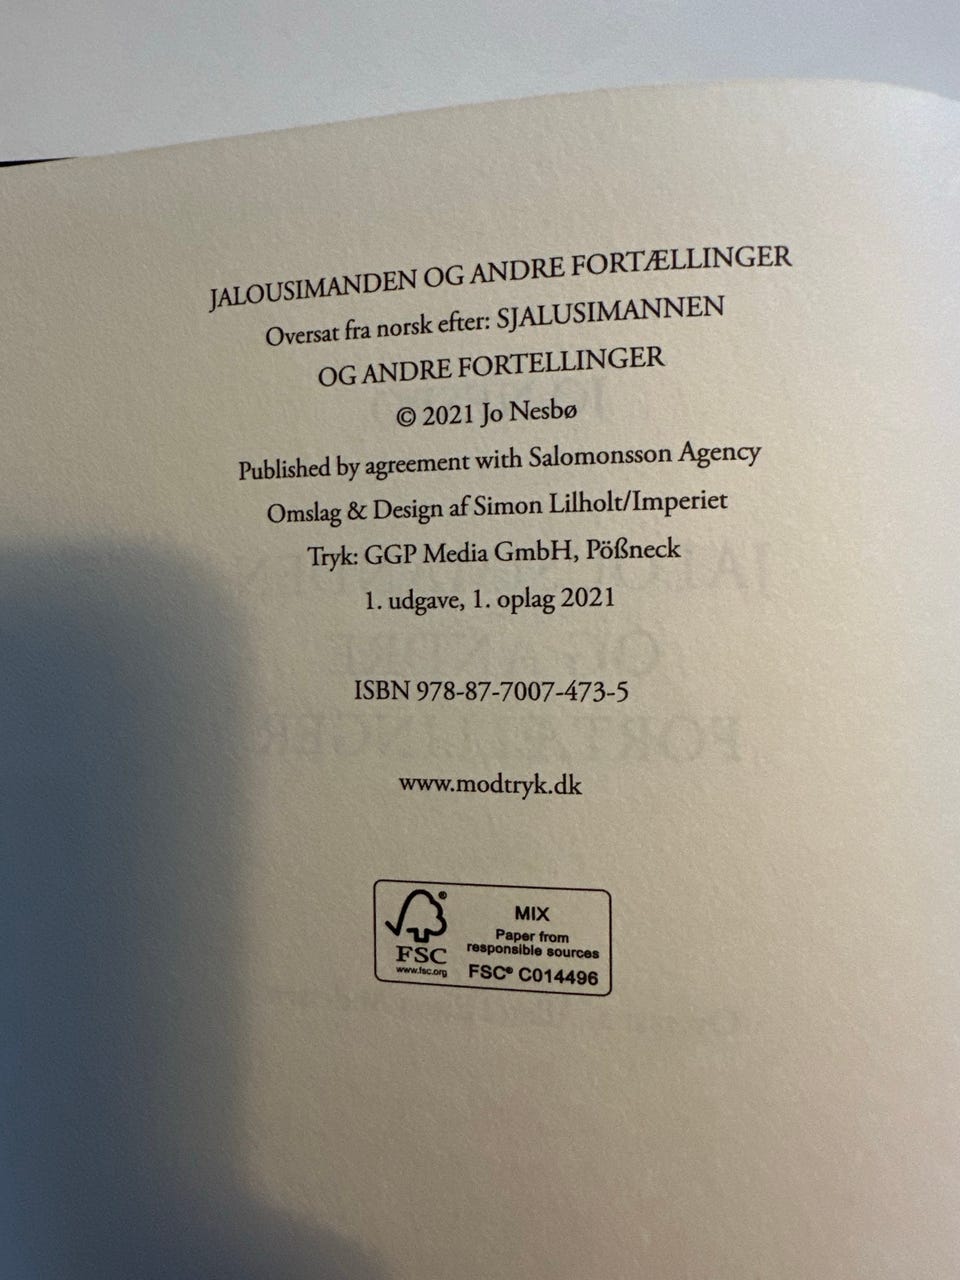 JALOUSIMANDEN OG ANDRE FORTÆLLINGER
Oversat fra norsk efter: SJALUSIMANNEN
OG ANDRE FORTELLINGER
© 2021 Jo Nesbø
Published by agreement with Salomonsson Agency
Omslag & Design af Simon Lilholt/Imperiet
Tryk: GGP Media GmbH, Pößneck
1. udgave, 1. oplag 2021
ISBN 978-87-7007-473-5
www.modtryk.dk
®
FSC
www.fsc.org
MIX
Paper from
responsible sources
FSC® C014496